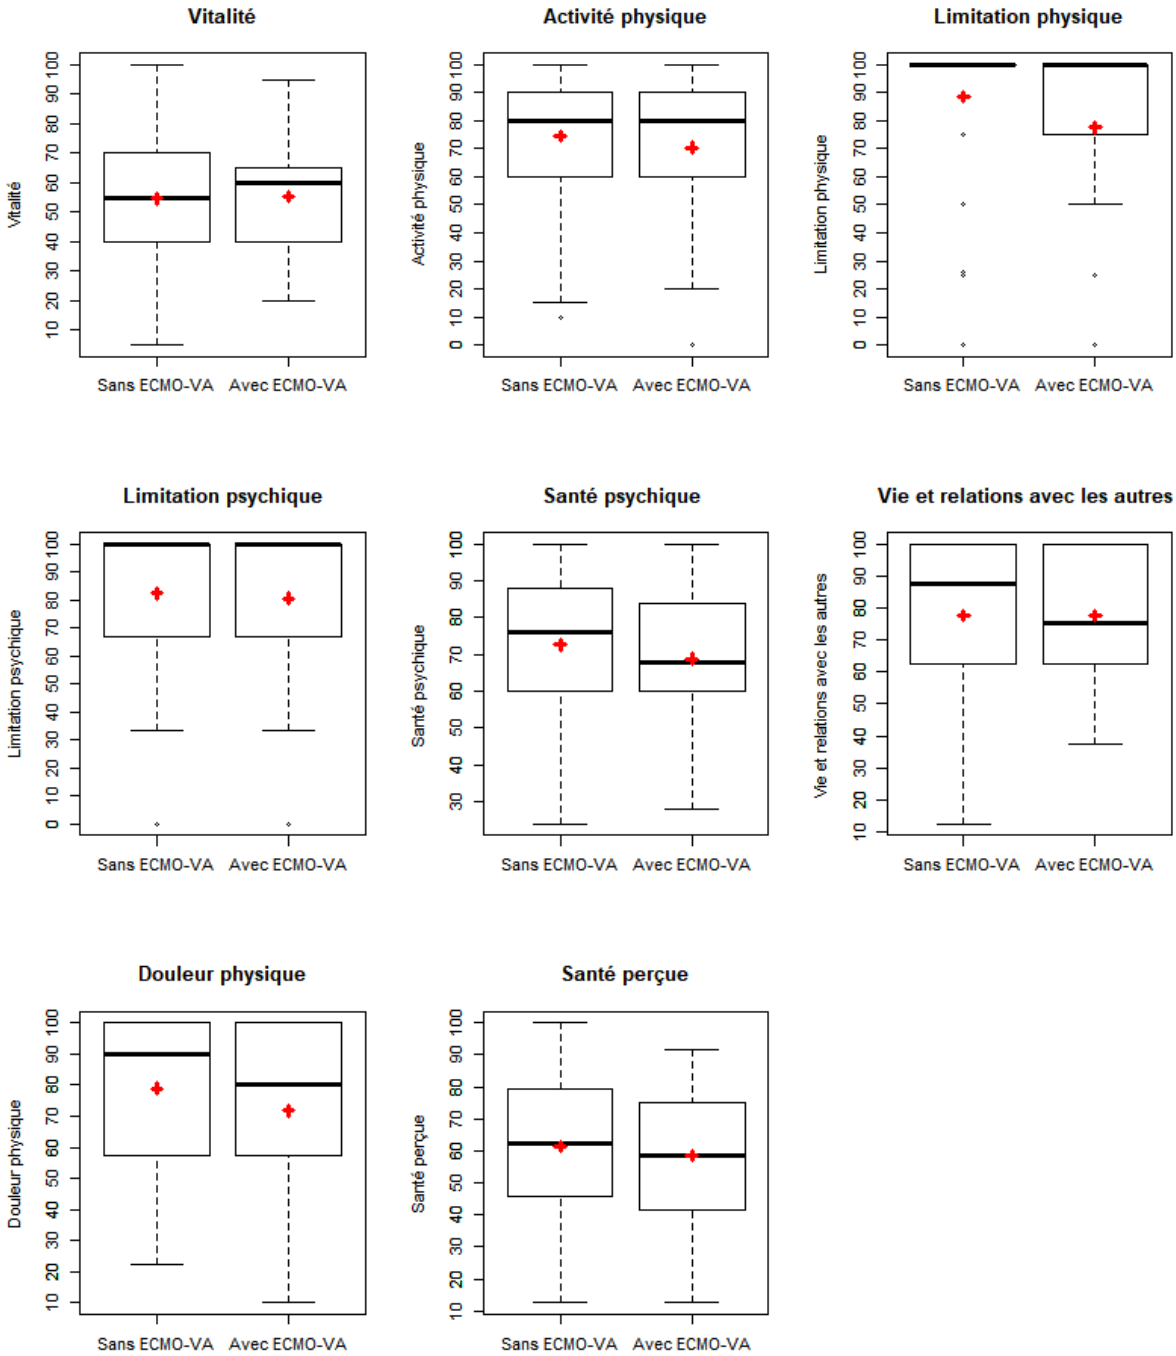 Vitalité
Activité physique
Limitation physique
Vitalité
10 20 30 40 50 60 70 80 90 100
Sans ECMO-VA Avec ECMO-VA
Activité physique
0 10 20 30 40 50 60 70 80 90 100
Sans ECMO-VA Avec ECMO-VA
Limitation physique
0 10 20 30 40 50 60 70 80 90 100
Sans ECMO-VA Avec ECMO-VA
Limitation psychique
Santé psychique
Vie et relations avec les autres
Limitation psychique
0 10 20 30 40 50 60 70 80 90 100
Sans ECMO-VA Avec ECMO-VA
Santé psychique
30 40 50 60 70 80 90 100
Sans ECMO-VA Avec ECMO-VA
Vie et relations avec les autres
10 20 30 40 50 60 70 80 90 100
Sans ECMO-VA Avec ECMO-VA
Douleur physique
Santé perçue
Douleur physique
10 20 30 40 50 60 70 80 90 100
Sans ECMO-VA Avec ECMO-VA
Santé perçue
10 20 30 40 50 60 70 80 90 100
Sans ECMO-VA Avec ECMO-VA